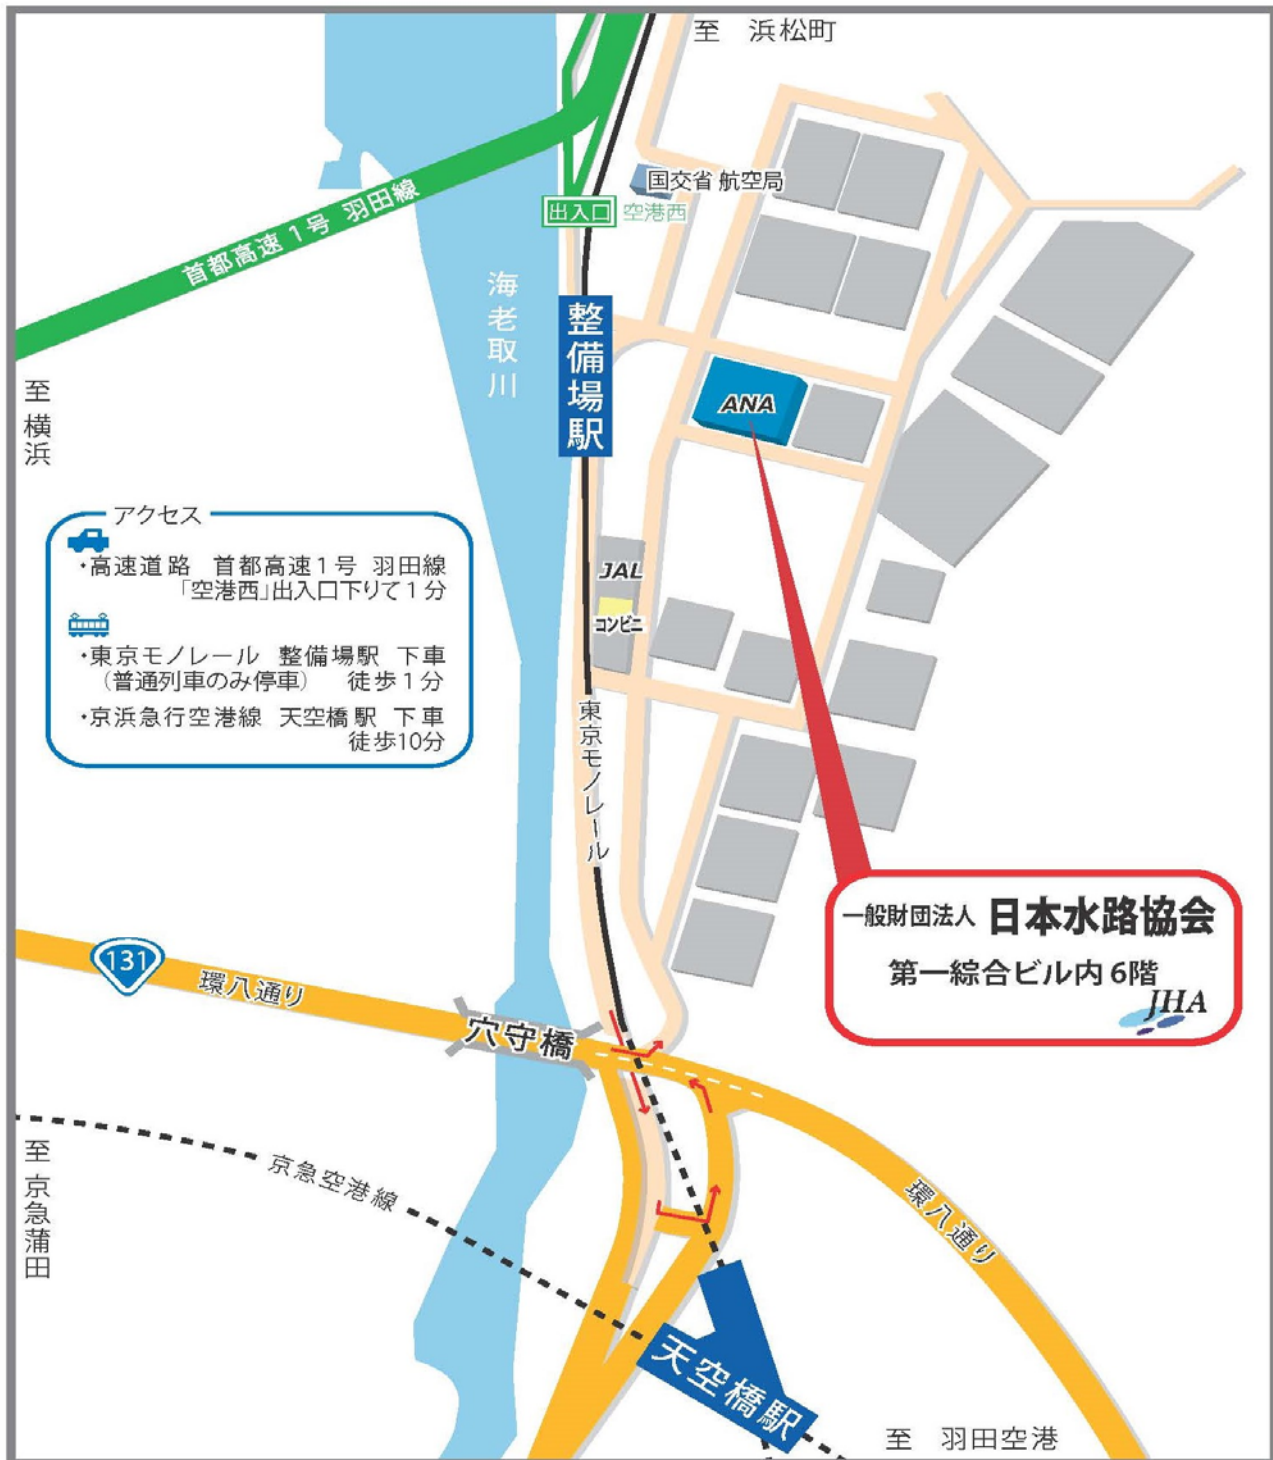 至 浜松町
国交省 航空局
出入口 空港西
首都高速 1号 羽田線
海老取川
整備場駅
至 横浜
ANA
アクセス
・高速道路 首都高速1号 羽田線
「空港西」出入口下りて1分
・東京モノレール 整備場駅 下車
（普通列車のみ停車） 徒歩1分
・京浜急行空港線 天空橋駅 下車
徒歩10分
JAL
コンビニ
東京モノレール
一般財団法人 日本水路協会
第一綜合ビル内 6階
JHA
131
環八通り
穴守橋
至 京急蒲田
京急空港線
環八通り
天空橋駅
至 羽田空港